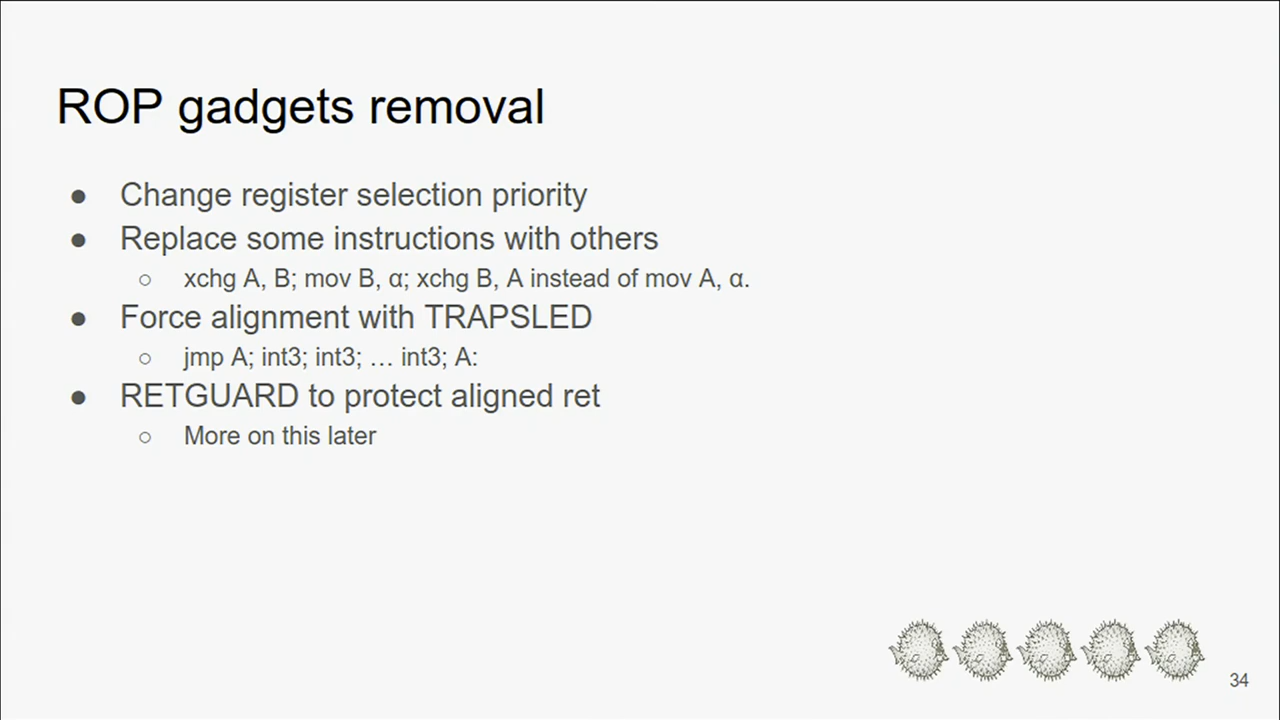 ROP gadgets removal
● Change register selection priority
● Replace some instructions with others
○ xchg A, B; mov B, α; xchg B, A instead of mov A, α.
● Force alignment with TRAPSLED
○ jmp A; int3; int3; … int3; A:
● RETGUARD to protect aligned ret
○ More on this later
34